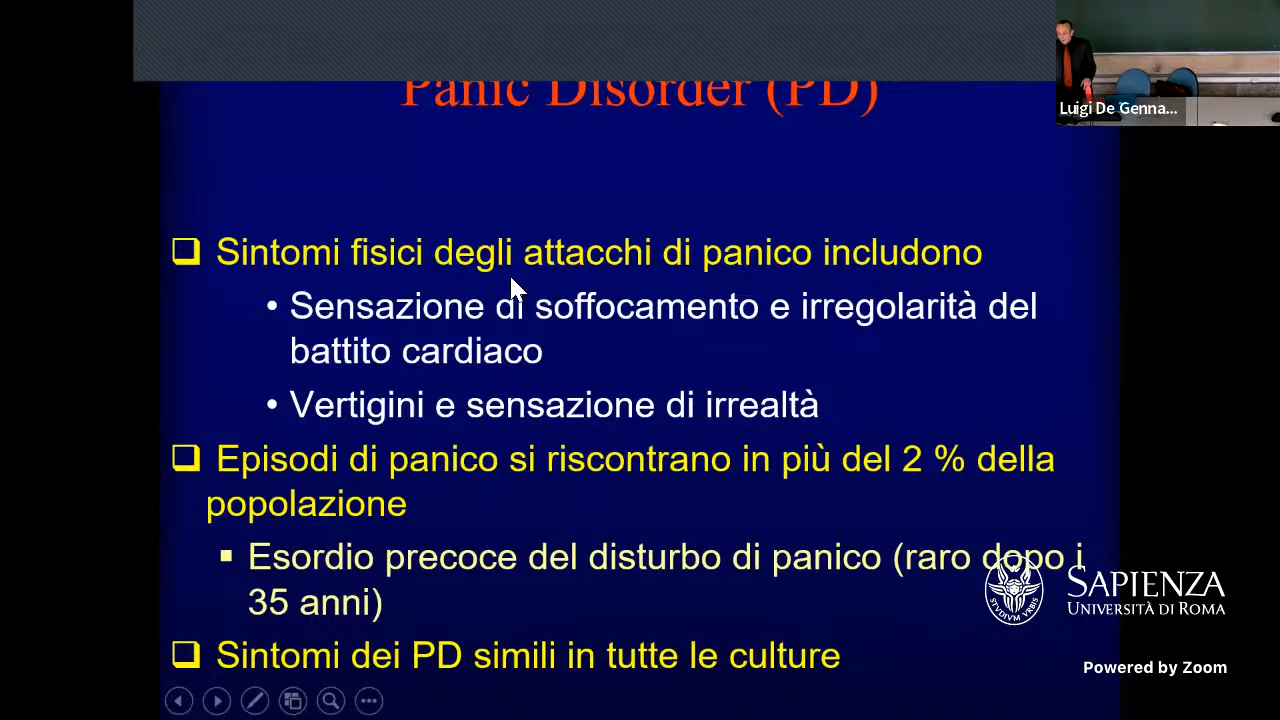 Panic Disorder (PD)
Luigi De Genna...
❑ Sintomi fisici degli attacchi di panico includono
• Sensazione di soffocamento e irregolarità del
battito cardiaco
• Vertigini e sensazione di irrealtà
❑ Episodi di panico si riscontrano in più del 2 % della
popolazione
▪ Esordio precoce del disturbo di panico (raro dopo i
35 anni)
❑ Sintomi dei PD simili in tutte le culture
STUDIUM URBIS
SAPIENZA
UNIVERSITÀ DI ROMA
Powered by Zoom